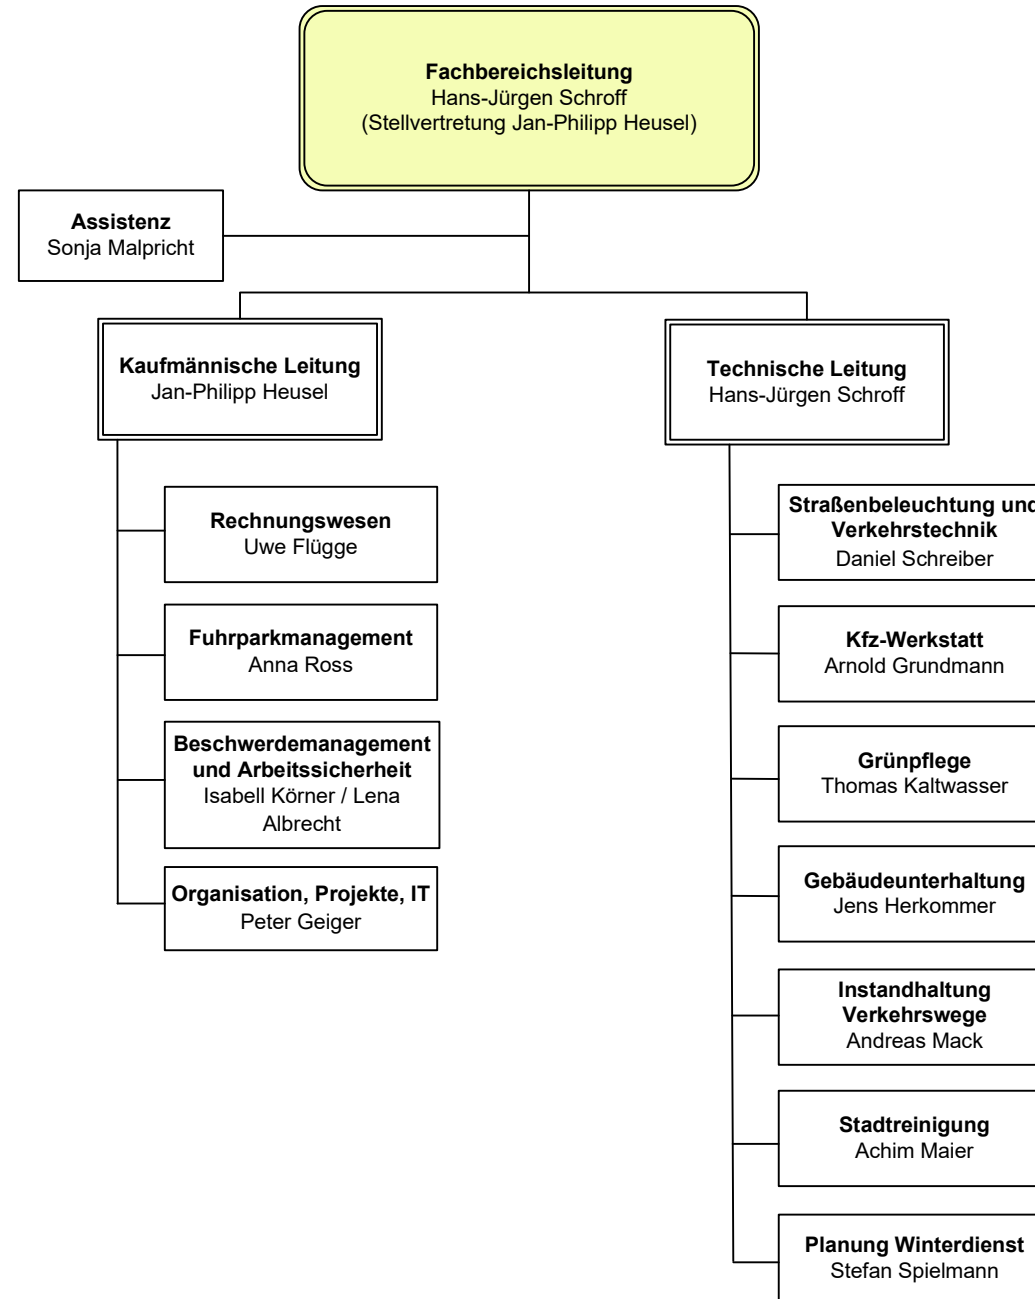 Fachbereichsleitung
Hans-Jürgen Schroff
(Stellvertretung Jan-Philipp Heusel)
Assistenz
Sonja Malpricht
Kaufmännische Leitung
Jan-Philipp Heusel
Rechnungswesen
Uwe Flügge
Fuhrparkmanagement
Anna Ross
Beschwerdemanagement
und Arbeitssicherheit
Isabell Körner / Lena
Albrecht
Organisation, Projekte, IT
Peter Geiger
Technische Leitung
Hans-Jürgen Schroff
Straßenbeleuchtung und
Verkehrstechnik
Daniel Schreiber
Kfz-Werkstatt
Arnold Grundmann
Grünpflege
Thomas Kaltwasser
Gebäudeunterhaltung
Jens Herkommer
Instandhaltung
Verkehrswege
Andreas Mack
Stadtreinigung
Achim Maier
Planung Winterdienst
Stefan Spielmann